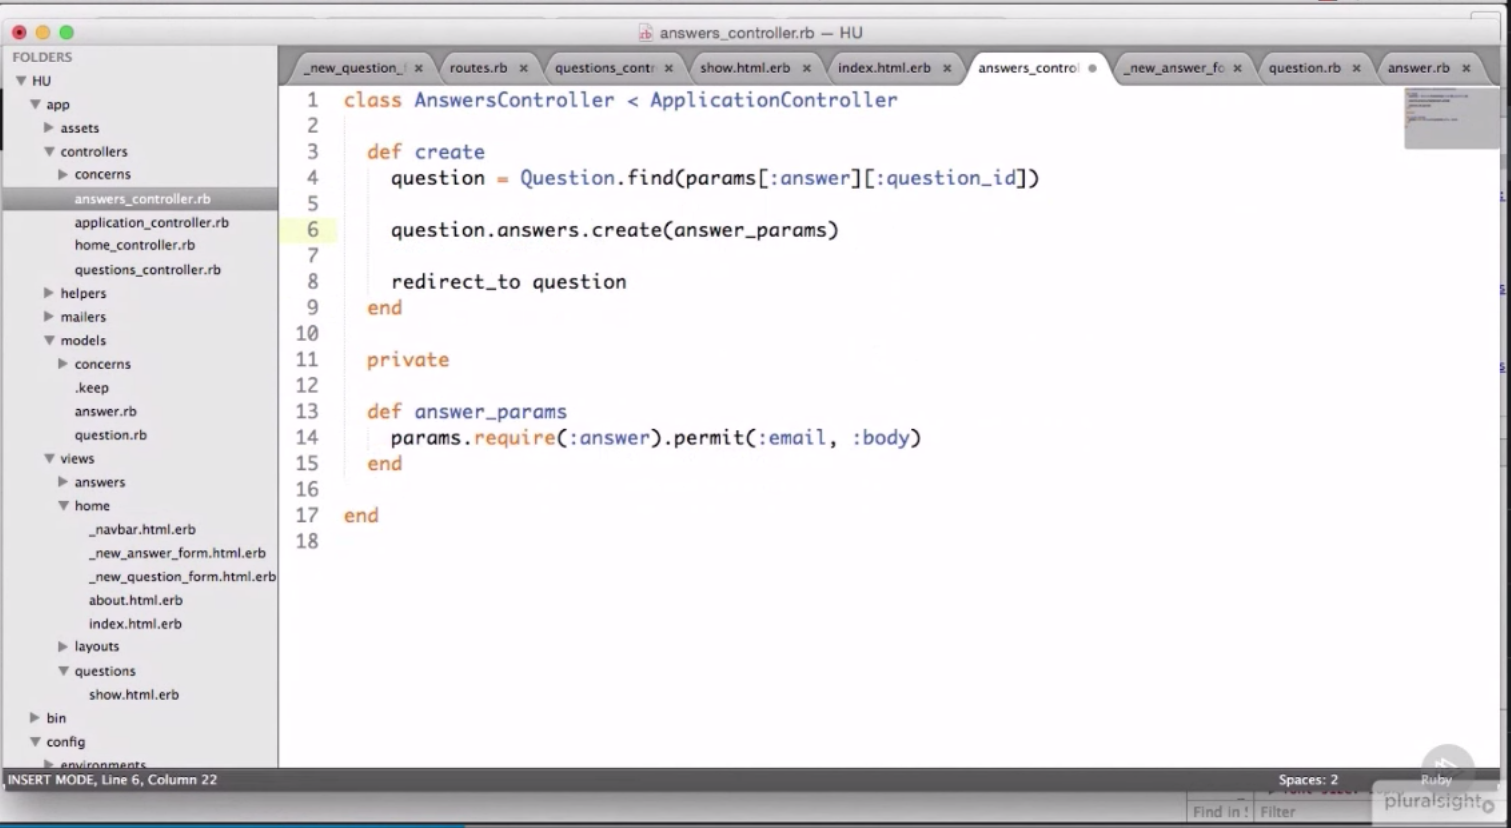 answers_controller.rb — HU
FOLDERS
HU
app
assets
controllers
concerns
answers_controller.rb
application_controller.rb
home_controller.rb
questions_controller.rb
helpers
mailers
models
concerns
.keep
answer.rb
question.rb
views
answers
home
_navbar.html.erb
_new_answer_form.html.erb
_new_question_form.html.erb
about.html.erb
index.html.erb
layouts
questions
show.html.erb
bin
config
environments
_new_question_ routes.rb questions_contr show.html.erb index.html.erb answers_control _new_answer_fo question.rb answer.rb
1 class AnswersController < ApplicationController
2
3 def create
4 question = Question.find(params[:answer][:question_id])
5
6 question.answers.create(answer_params)
7
8 redirect_to question
9 end
10
11 private
12
13 def answer_params
14 params.require(:answer).permit(:email, :body)
15 end
16
17 end
18
INSERT MODE, Line 6, Column 22
Spaces: 2
Ruby
Find in
Filter
pluralsight